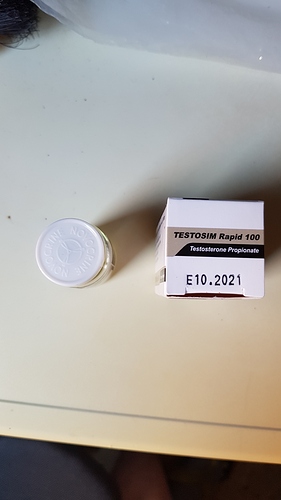 TESTOSIM Rapid 100
Testosterone Propionate
E10.2021